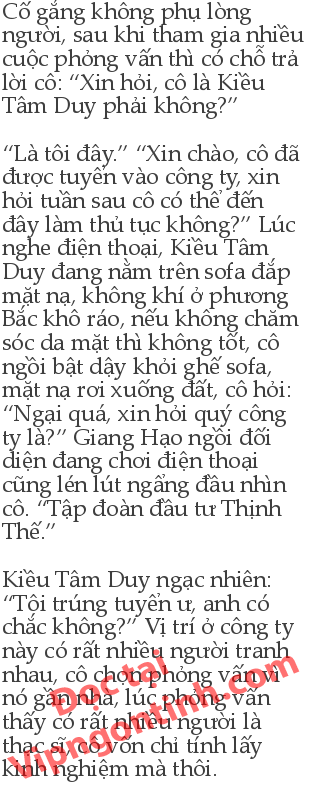 Cố gắng không phụ lòng
người, sau khi tham gia nhiều
cuộc phỏng vấn thì có chỗ trả
lời cô: “Xin hỏi, cô là Kiều
Tâm Duy phải không?”
“Là tôi đây.” “Xin chào, cô đã
được tuyển vào công ty, xin
hỏi tuần sau cô có thể đến
đây làm thủ tục không?” Lúc
nghe điện thoại, Kiều Tâm
Duy đang nằm trên sofa đắp
mặt nạ, không khí ở phương
Bắc khô ráo, nếu không chăm
sóc da mặt thì không tốt, cô
ngồi bật dậy khỏi ghế sofa,
mặt nạ rơi xuống đất, cô hỏi:
“Ngại quá, xin hỏi quý công
ty là?” Giang Hạo ngồi đối
diện đang chơi điện thoại
cũng lén lút ngẩng đầu nhìn
cô. “Tập đoàn đầu tư Thịnh
Thế.”
Kiều Tâm Duy ngạc nhiên:
“Tôi trúng tuyển ư, anh có
chắc không?” Vị trí ở công ty
này có rất nhiều người tranh
nhau, cô chọn phỏng vấn vì
nó gần nhà, lúc phỏng vấn
thấy có rất nhiều người là
thạc sĩ, cô vốn chỉ tính lấy
kinh nghiệm mà thôi.
Đọc tại
Vipngontinh.com